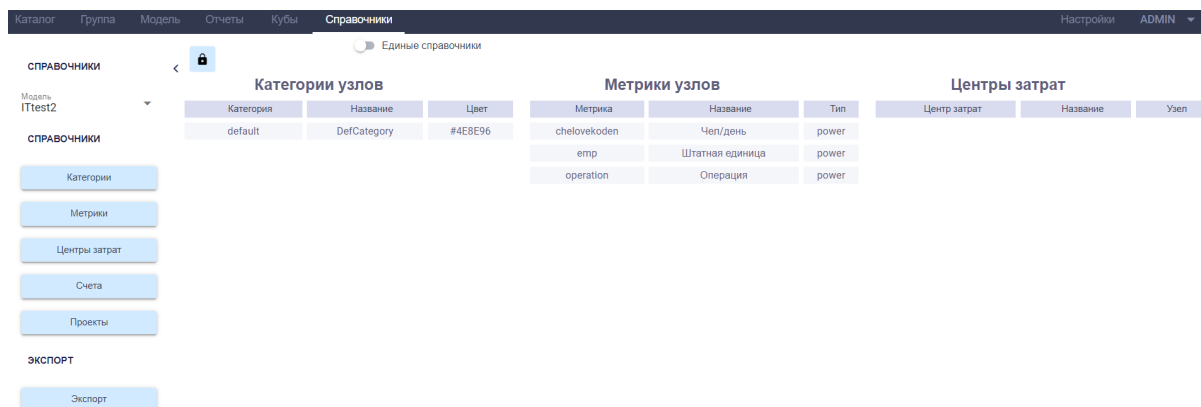 Каталог Группа Модель Отчеты Кубы Справочники Настройки ADMIN
Единые справочники
СПРАВОЧНИКИ
Модель
ITtest2
СПРАВОЧНИКИ
Категории
Метрики
Центры затрат
Счета
Проекты
ЭКСПОРТ
Экспорт
Категории узлов
Категория Название Цвет
default DefCategory #4E8E96
Метрики узлов
Метрика Название Тип
chelovekoden Чел/день power
emp Штатная единица power
operation Операция power
Центры затрат
Центр затрат Название Узел